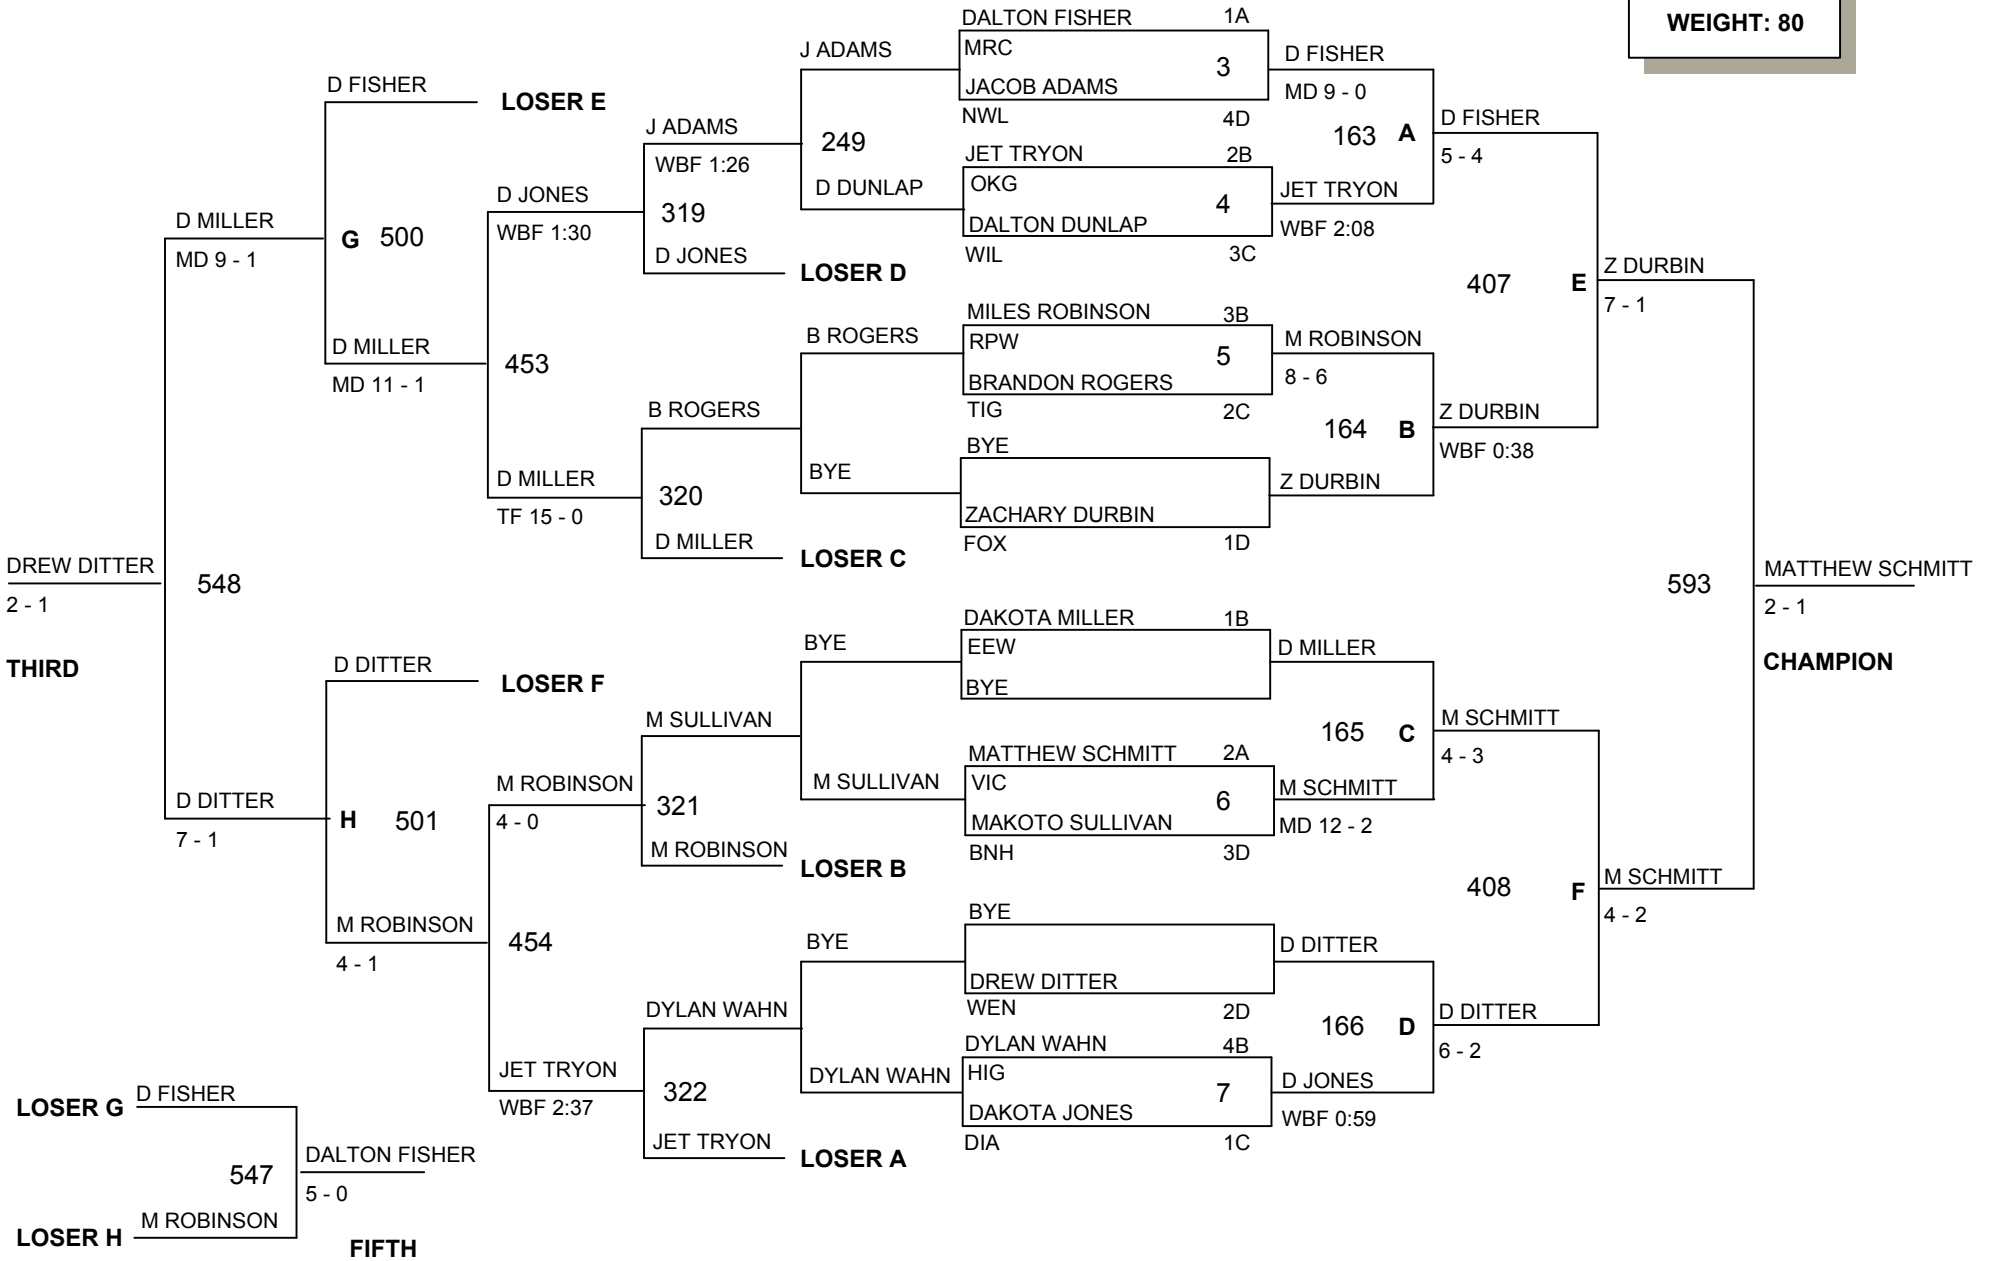 WEIGHT: 80
DALTON FISHER 1A
MRC
3
JACOB ADAMS
NWL 4D
JET TRYON 2B
OKG
4
DALTON DUNLAP
WIL 3C
MILES ROBINSON 3B
RPW
5
BRANDON ROGERS
TIG 2C
BYE
ZACHARY DURBIN
FOX 1D
DAKOTA MILLER 1B
EEW
BYE
MATTHEW SCHMITT 2A
VIC
6
MAKOTO SULLIVAN
BNH 3D
BYE
DREW DITTER
WEN 2D
DYLAN WAHN 4B
HIG
7
DAKOTA JONES
DIA 1C
D FISHER
MD 9 - 0
163 A
JET TRYON
WBF 2:08
M ROBINSON
8 - 6
164 B
Z DURBIN
D MILLER
165 C
M SCHMITT
MD 12 - 2
D DITTER
166 D
D JONES
WBF 0:59
D FISHER
5 - 4
407 E
Z DURBIN
WBF 0:38
M SCHMITT
4 - 3
408 F
D DITTER
6 - 2
Z DURBIN
7 - 1
593
M SCHMITT
4 - 2
MATTHEW SCHMITT
2 - 1
CHAMPION
J ADAMS
249
D DUNLAP
B ROGERS
BYE
BYE
M SULLIVAN
BYE
DYLAN WAHN
J ADAMS
WBF 1:26
319
D JONES
LOSER D
B ROGERS
320
D MILLER
LOSER C
M SULLIVAN
321
M ROBINSON
LOSER B
DYLAN WAHN
322
JET TRYON
LOSER A
D JONES
WBF 1:30
453
D MILLER
TF 15 - 0
M ROBINSON
4 - 0
454
JET TRYON
WBF 2:37
D FISHER
LOSER E
G 500
D MILLER
MD 11 - 1
D DITTER
LOSER F
H 501
M ROBINSON
4 - 1
D MILLER
MD 9 - 1
548
D DITTER
7 - 1
DREW DITTER
2 - 1
THIRD
LOSER G D FISHER
547
LOSER H M ROBINSON
DALTON FISHER
5 - 0
FIFTH